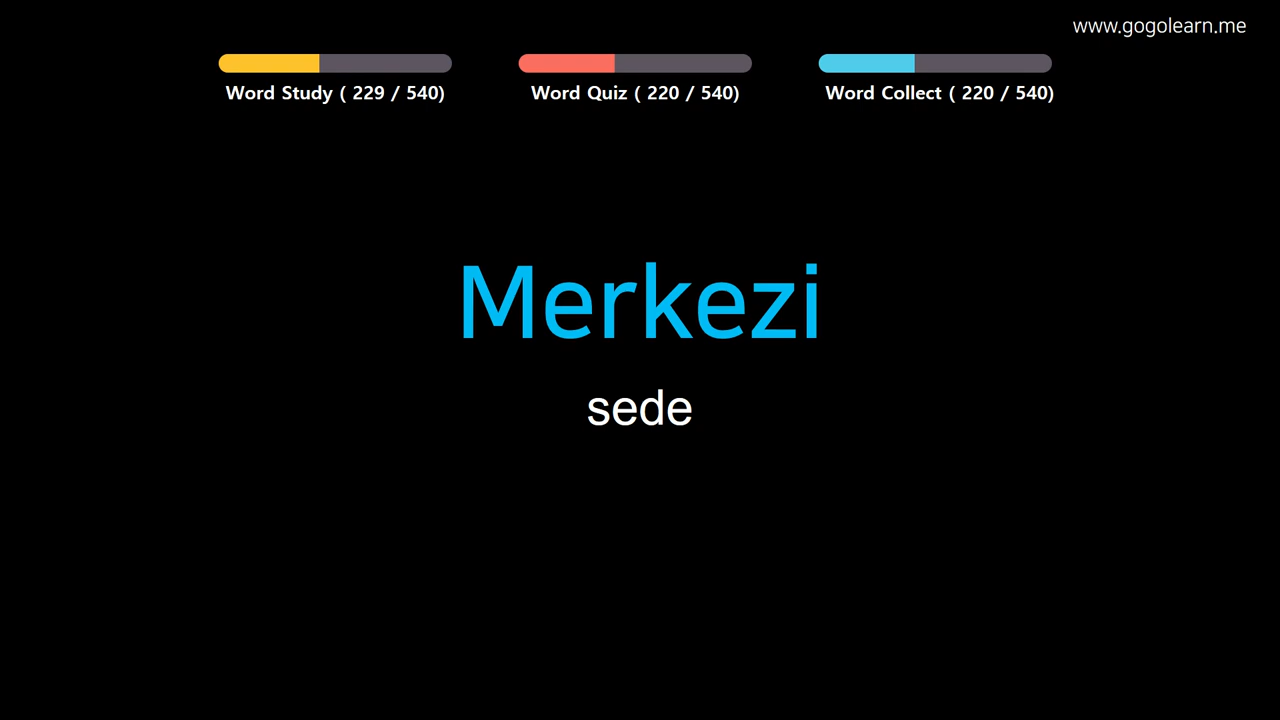 www.gogolearn.me
Word Study ( 229 / 540)
Word Quiz ( 220 / 540)
Word Collect ( 220 / 540)
Merkezi
sede